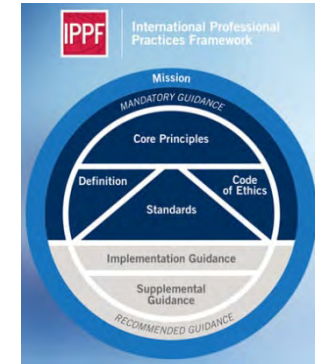 IPPF
International Professional
Practices Framework
Mission
MANDATORY GUIDANCE
Core Principles
Definition
Code
of Ethics
Standards
Implementation Guidance
Supplemental
Guidance
RECOMMENDED GUIDANCE